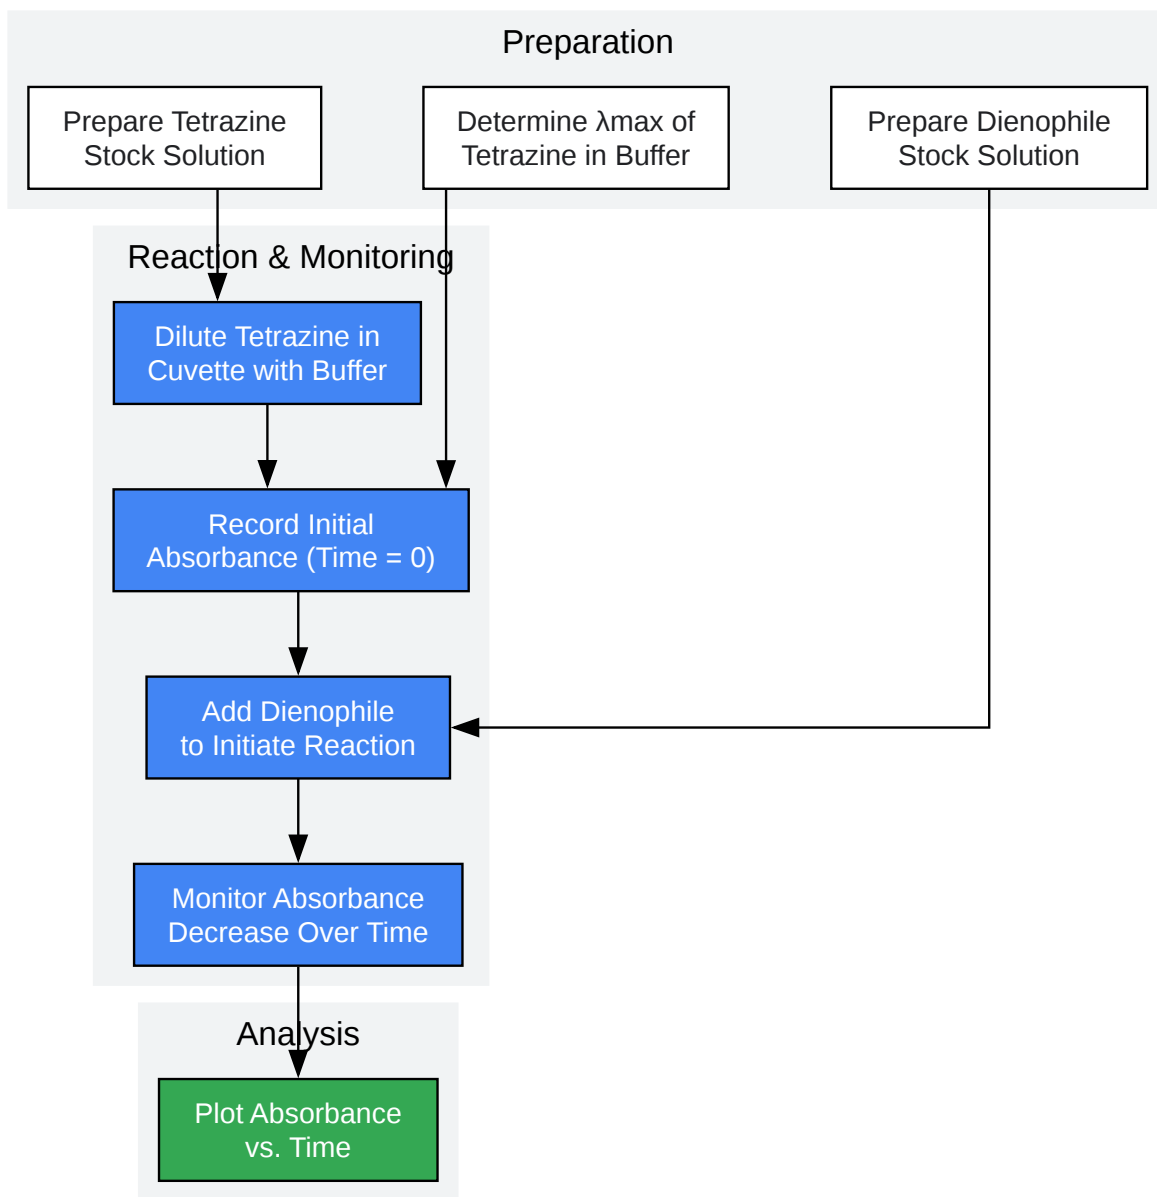 Preparation
Prepare Tetrazine
Stock Solution
Determine λmax of
Tetrazine in Buffer
Prepare Dienophile
Stock Solution
Reaction & Monitoring
Dilute Tetrazine in
Cuvette with Buffer
Record Initial
Absorbance (Time = 0)
Add Dienophile
to Initiate Reaction
Monitor Absorbance
Decrease Over Time
Analysis
Plot Absorbance
vs. Time